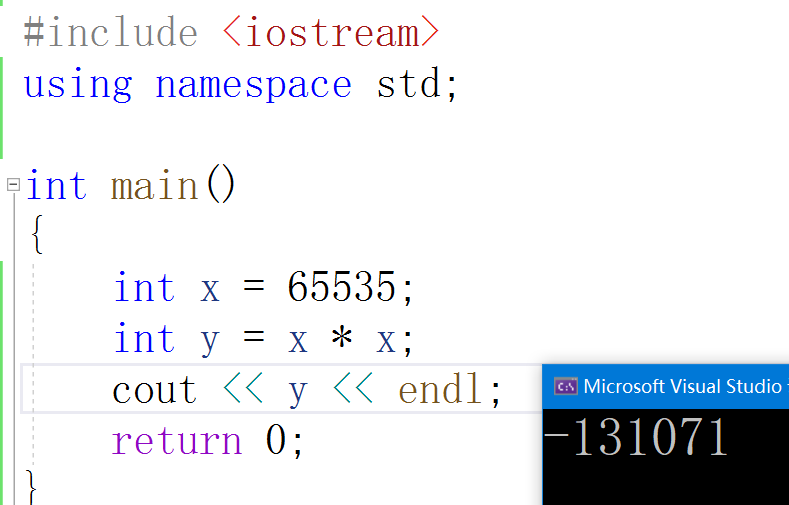 #include <iostream>
using namespace std;
int main()
{
int x = 65535;
int y = x * x;
cout << y << endl;
return 0;
}
Microsoft Visual Studio
-131071